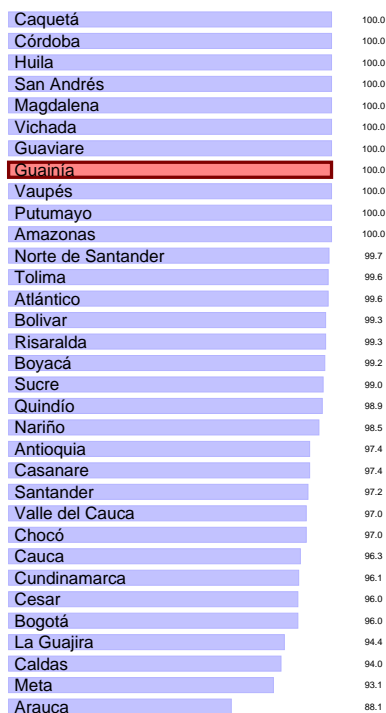 Caquetá 100.0
Córdoba 100.0
Huila 100.0
San Andrés 100.0
Magdalena 100.0
Vichada 100.0
Guaviare 100.0
Guainía 100.0
Vaupés 100.0
Putumayo 100.0
Amazonas 100.0
Norte de Santander 99.7
Tolima 99.6
Atlántico 99.6
Bolivar 99.3
Risaralda 99.3
Boyacá 99.2
Sucre 99.0
Quindío 98.9
Nariño 98.5
Antioquia 97.4
Casanare 97.4
Santander 97.2
Valle del Cauca 97.0
Chocó 97.0
Cauca 96.3
Cundinamarca 96.1
Cesar 96.0
Bogotá 96.0
La Guajira 94.4
Caldas 94.0
Meta 93.1
Arauca 88.1